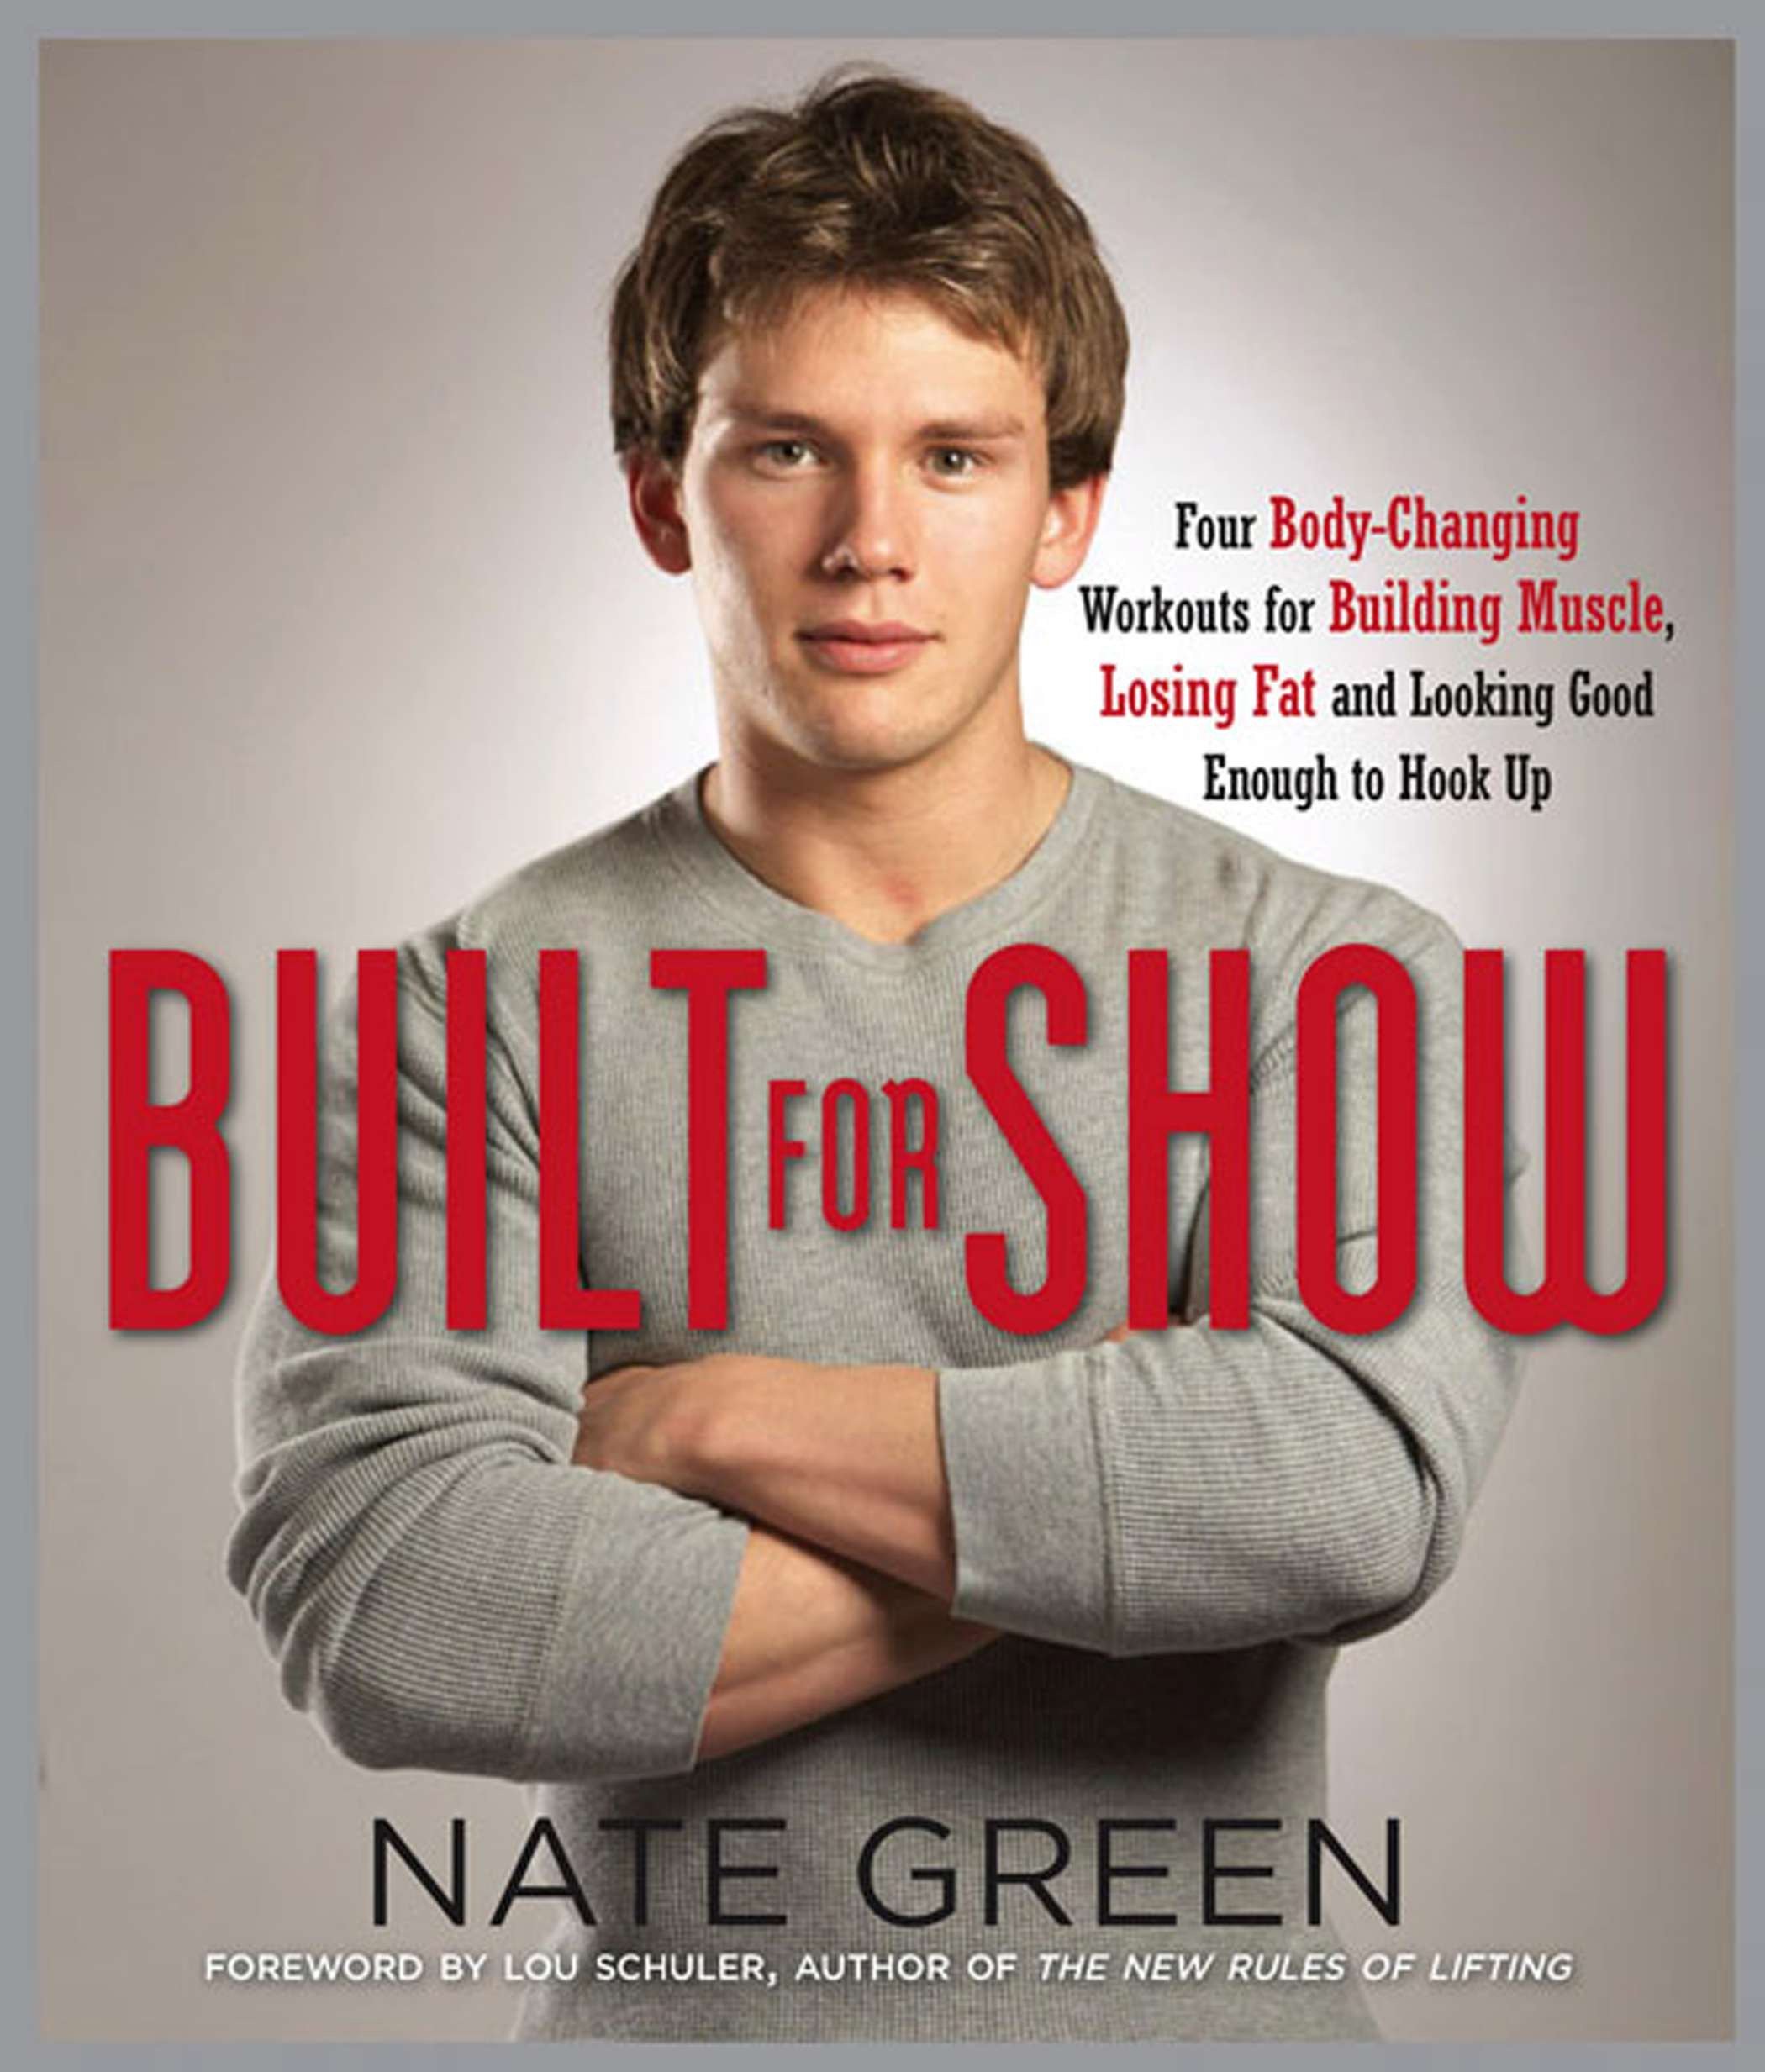 Four Body-Changing
Workouts for Building Muscle,
Losing Fat and Looking Good
Enough to Hook Up
BUILT FOR SHOW
NATE GREEN
FOREWORD BY LOU SCHULER, AUTHOR OF THE NEW RULES OF LIFTING